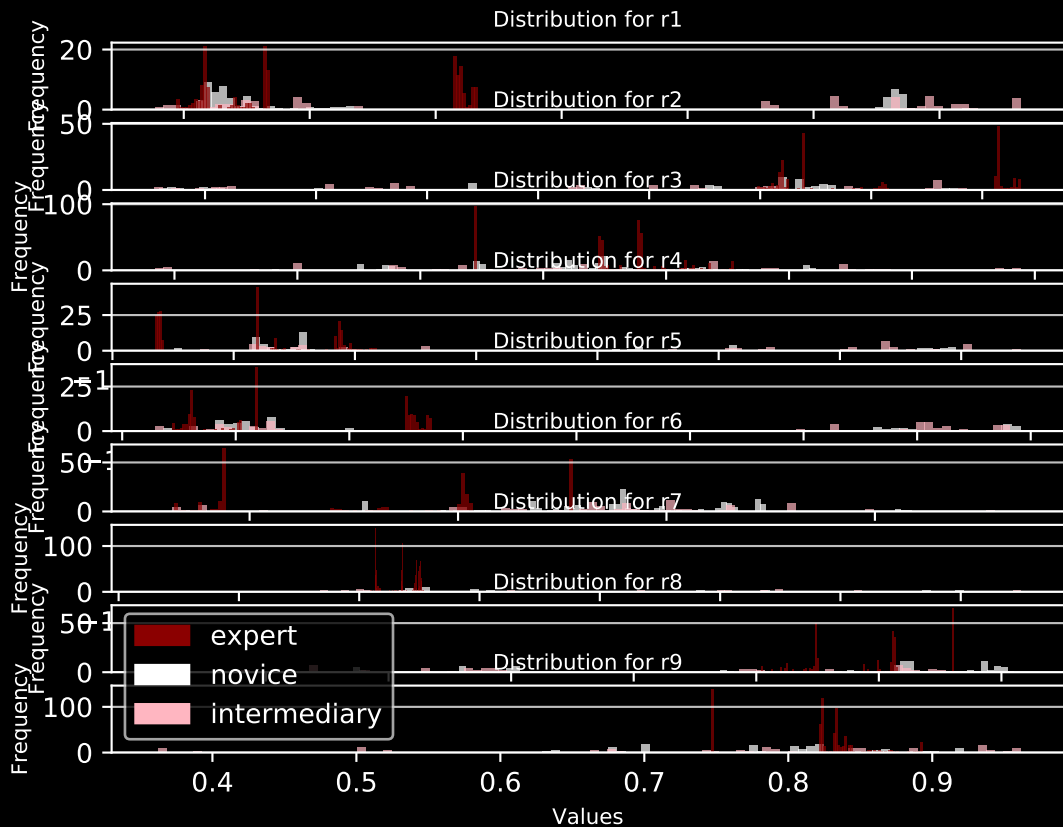 Distribution for r1
Frequency
20
0
Distribution for r2
Frequency
50
0
Distribution for r3
Frequency
100
0
Distribution for r4
Frequency
25
0
Distribution for r5
Frequency
−1
25
0
Distribution for r6
Frequency
50
0
Distribution for r7
Frequency
100
0
Distribution for r8
Frequency
−1
50
0
Distribution for r9
Frequency
100
0
expert
novice
intermediary
0.4 0.5 0.6 0.7 0.8 0.9
Values